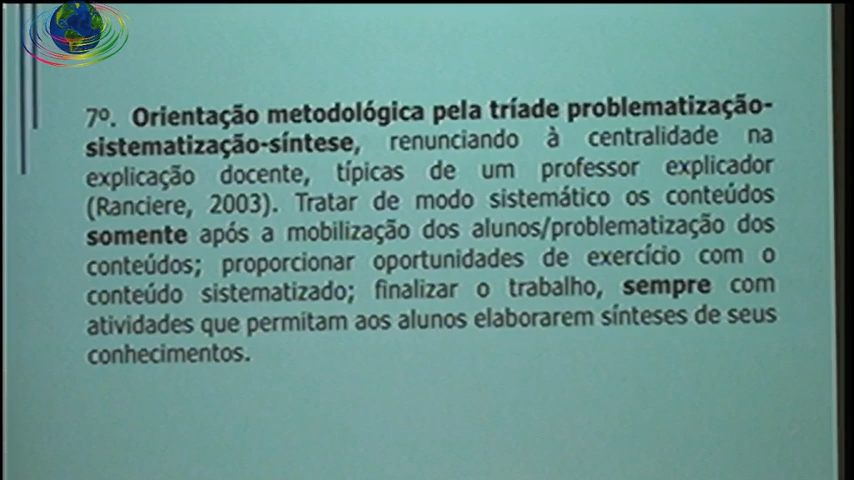 7º. Orientação metodológica pela tríade problematização-
sistematização-síntese, renunciando à centralidade na
explicação docente, típicas de um professor explicador
(Ranciere, 2003). Tratar de modo sistemático os conteúdos
somente após a mobilização dos alunos/problematização dos
conteúdos; proporcionar oportunidades de exercício com o
conteúdo sistematizado; finalizar o trabalho, sempre com
atividades que permitam aos alunos elaborarem sínteses de seus
conhecimentos.